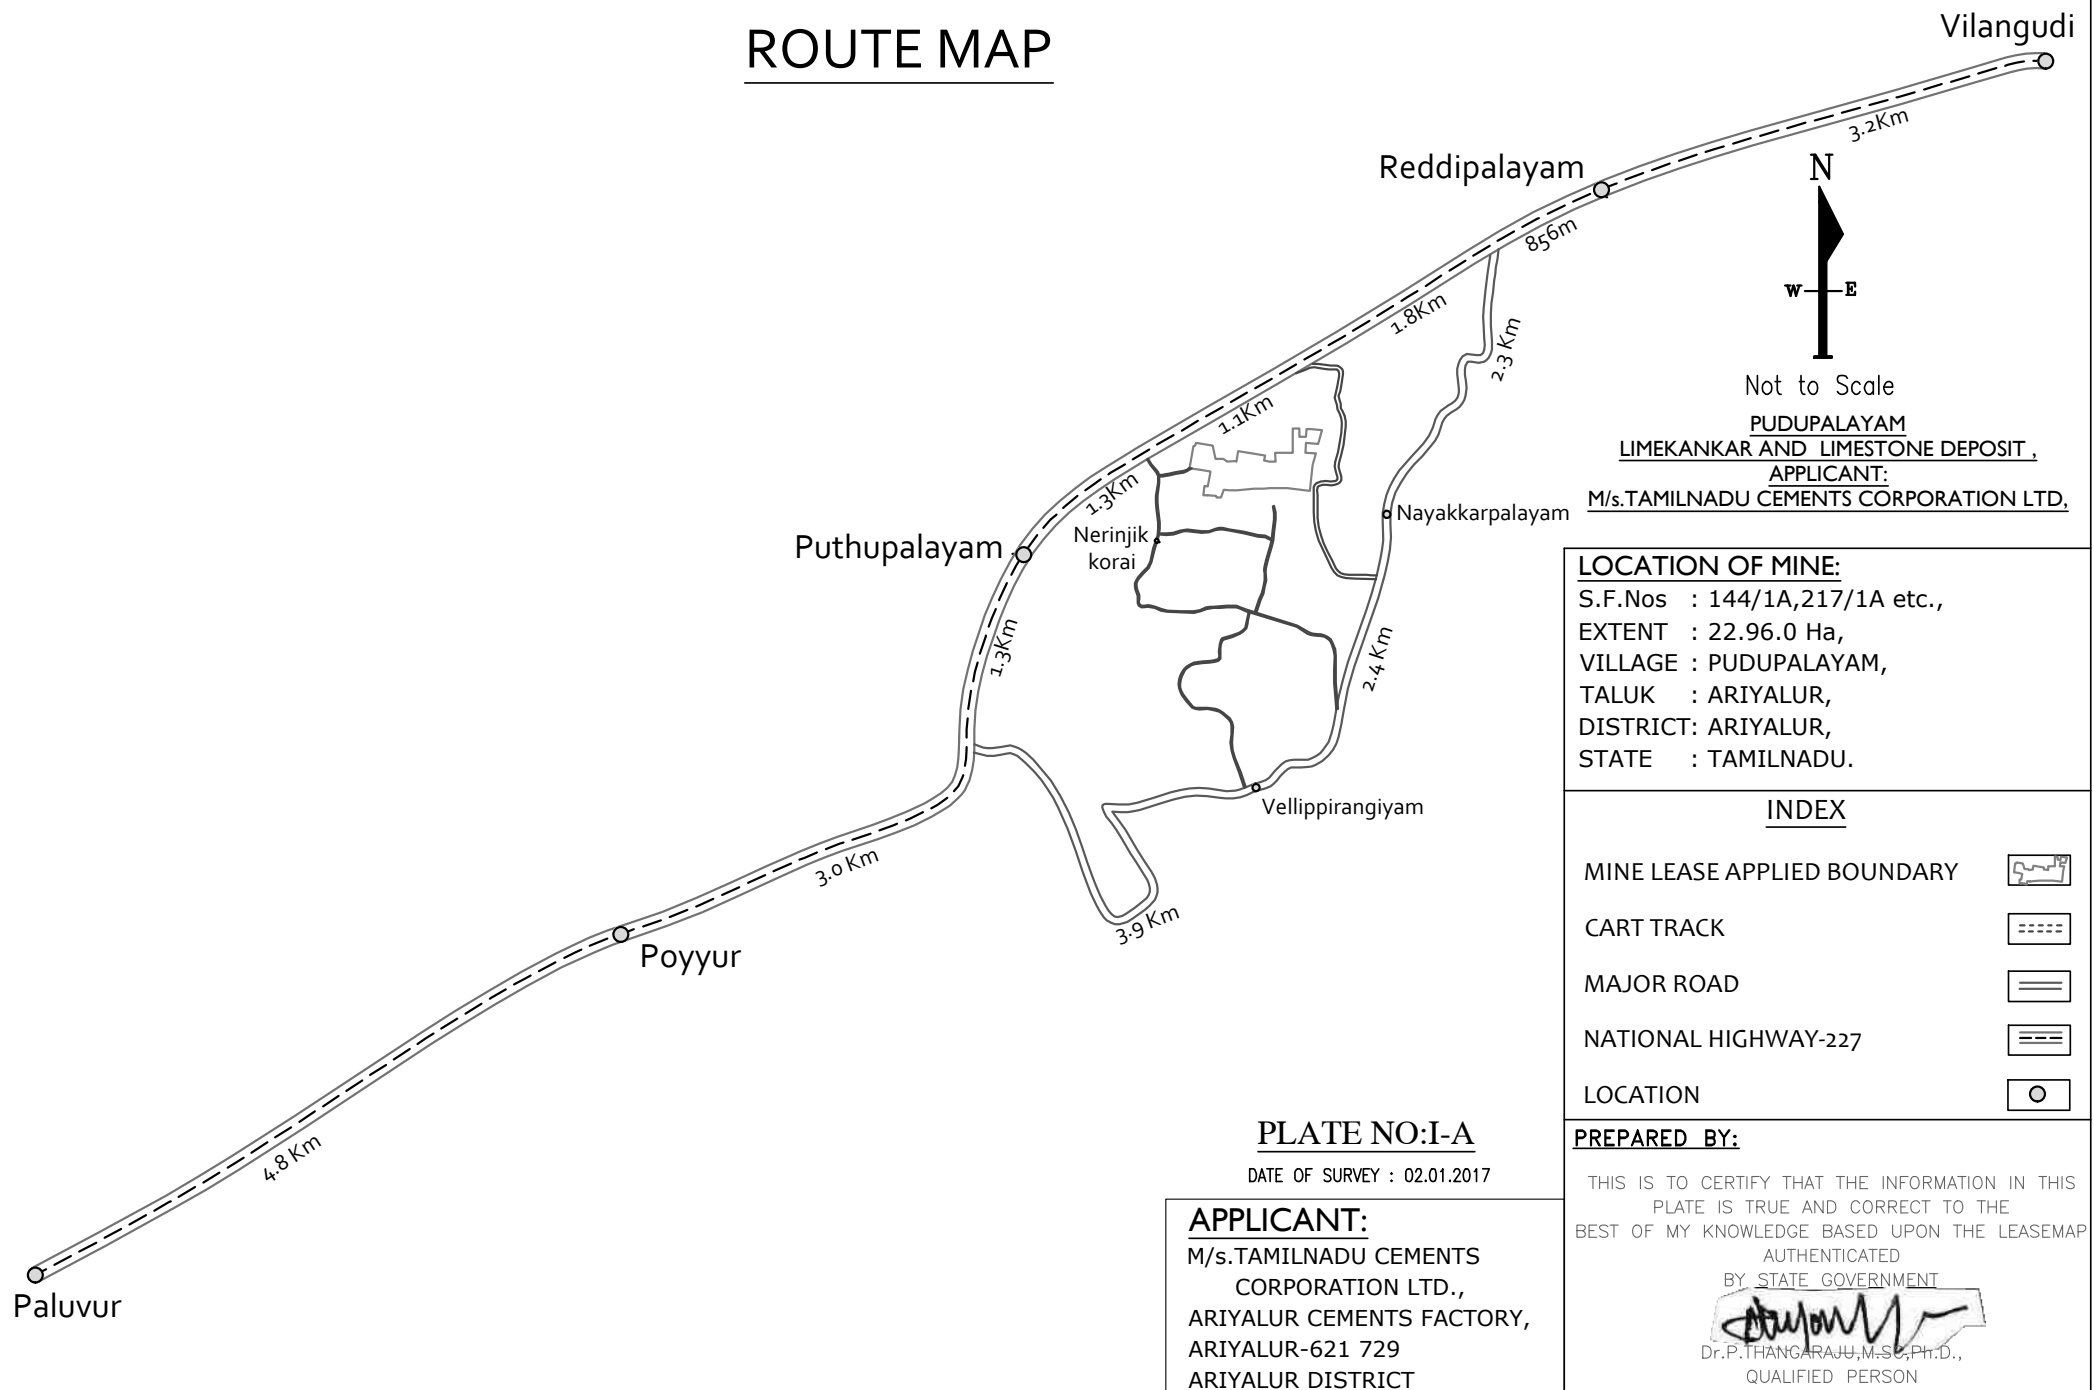 ROUTE MAP
Vilangudi
3.2Km
Reddipalayam
N
856m
W E
1.8Km
2.3 Km
Not to Scale
1.1Km
PUDUPALAYAM
LIMEKANKAR AND LIMESTONE DEPOSIT ,
APPLICANT:
M/s.TAMILNADU CEMENTS CORPORATION LTD,
1.3Km
Nayakkarpalayam
Nerinjik
korai
Puthupalayam
LOCATION OF MINE:
S.F.Nos : 144/1A,217/1A etc.,
EXTENT : 22.96.0 Ha,
VILLAGE : PUDUPALAYAM,
TALUK : ARIYALUR,
DISTRICT: ARIYALUR,
STATE : TAMILNADU.
1.3Km
2.4 Km
Vellippirangiyam
3.0 Km
3.9 Km
Poyyur
INDEX
MINE LEASE APPLIED BOUNDARY
CART TRACK
MAJOR ROAD
NATIONAL HIGHWAY-227
LOCATION
4.8 Km
Paluvur
PLATE NO:I-A
DATE OF SURVEY : 02.01.2017
APPLICANT:
M/s.TAMILNADU CEMENTS
CORPORATION LTD.,
ARIYALUR CEMENTS FACTORY,
ARIYALUR-621 729
ARIYALUR DISTRICT
PREPARED BY:
THIS IS TO CERTIFY THAT THE INFORMATION IN THIS
PLATE IS TRUE AND CORRECT TO THE
BEST OF MY KNOWLEDGE BASED UPON THE LEASEMAP
AUTHENTICATED
BY STATE GOVERNMENT
Dr.P.THANGARAJU,M.SC,Ph.D.,
QUALIFIED PERSON